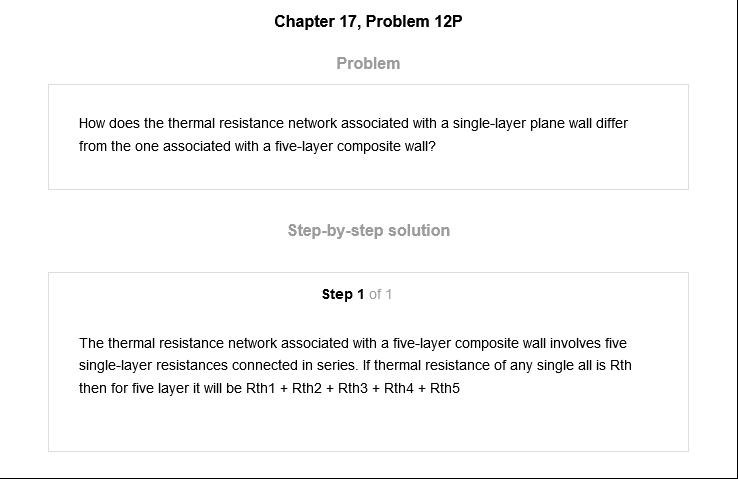 Chapter 17, Problem 12P
Problem
How does the thermal resistance network associated with a single-layer plane wall differ
from the one associated with a five-layer composite wall?
Step-by-step solution
Step 1 of 1
The thermal resistance network associated with a five-layer composite wall involves five
single-layer resistances connected in series. If thermal resistance of any single all is Rth
then for five layer it will be Rth1 + Rth2 + Rth3 + Rth4 + Rth5